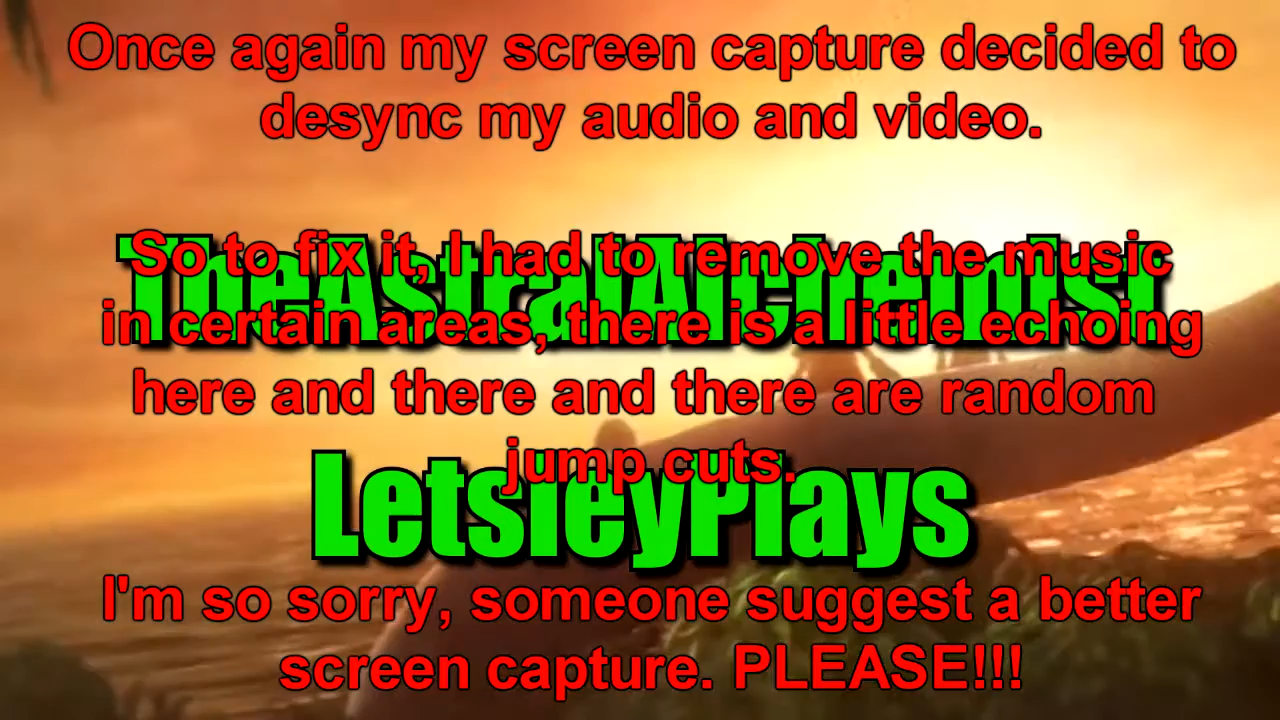 Once again my screen capture decided to
desync my audio and video.
So to fix it, I had to remove the music
TheAstralAlchemist
in certain areas, there is a little echoing
here and there and there are random
jump cuts.
LetsleyPlays
I'm so sorry, someone suggest a better
screen capture. PLEASE!!!